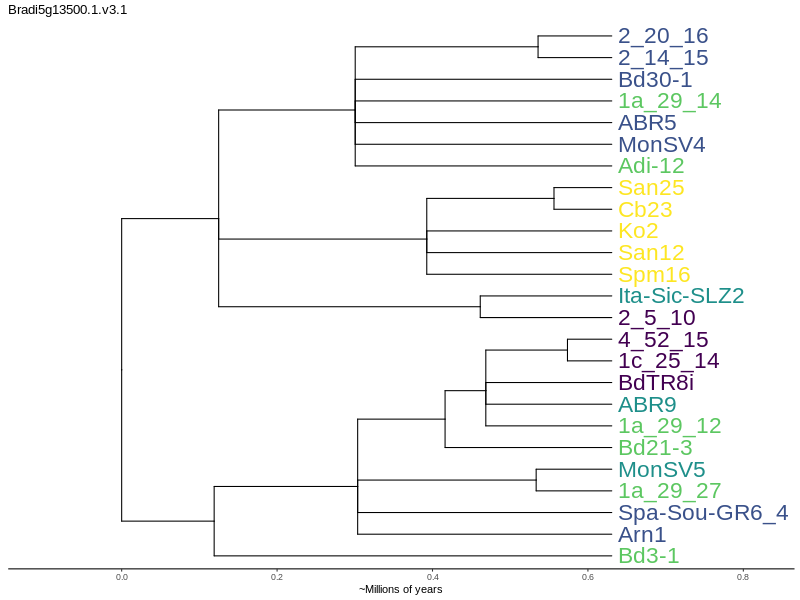 Bradi5g13500.1.v3.1
2_20_16
2_14_15
Bd30-1
1a_29_14
ABR5
MonSV4
Adi-12
San25
Cb23
Ko2
San12
Spm16
Ita-Sic-SLZ2
2_5_10
4_52_15
1c_25_14
BdTR8i
ABR9
1a_29_12
Bd21-3
MonSV5
1a_29_27
Spa-Sou-GR6_4
Arn1
Bd3-1
0.0 0.2 0.4 0.6 0.8
~Millions of years